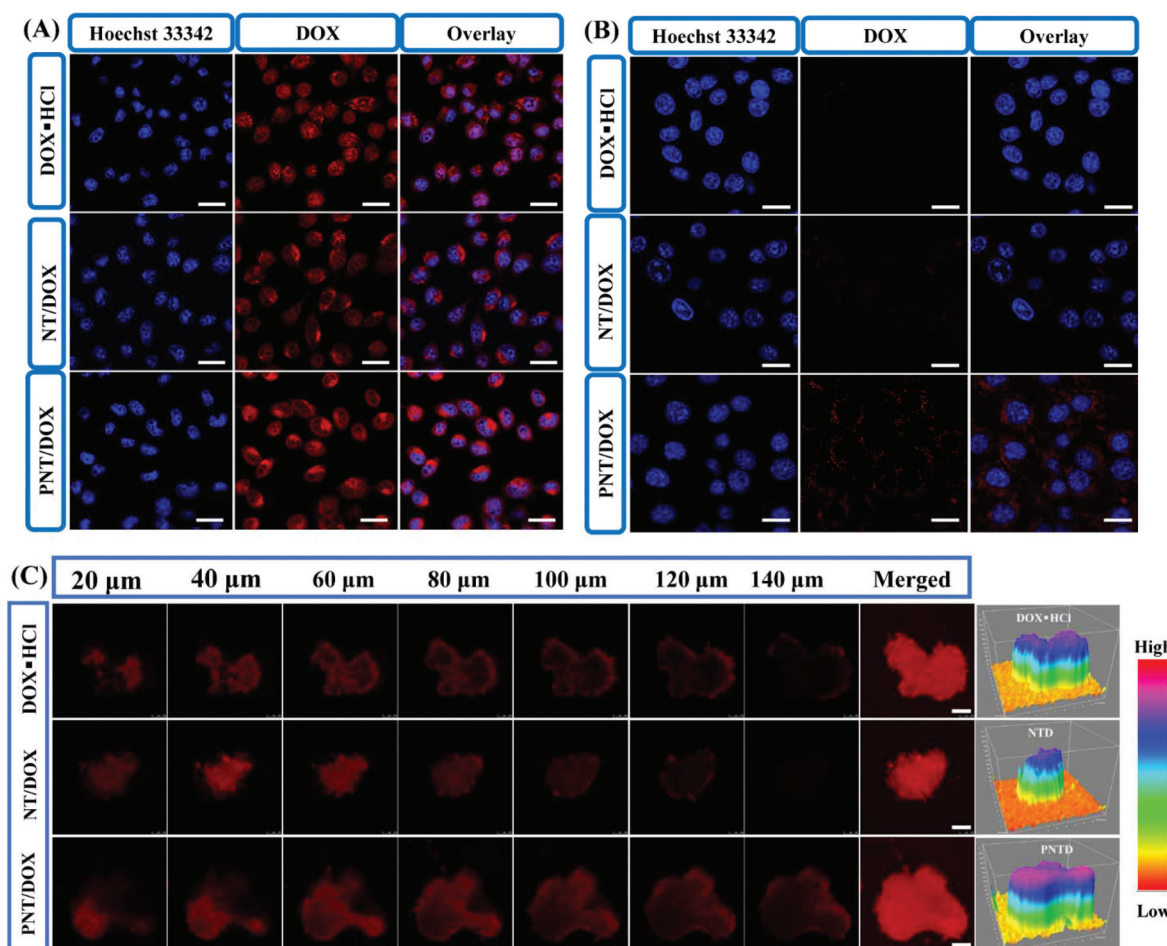 (A)
Hoechst 33342 DOX Overlay
DOX▪HCl
NT/DOX
PNT/DOX
(B)
Hoechst 33342 DOX Overlay
DOX▪HCl
NT/DOX
PNT/DOX
(C)
20 µm 40 µm 60 µm 80 µm 100 µm 120 µm 140 µm Merged
DOX▪HCl
NT/DOX
PNT/DOX
DOX▪HCl
NTD
PNTD
High
Low